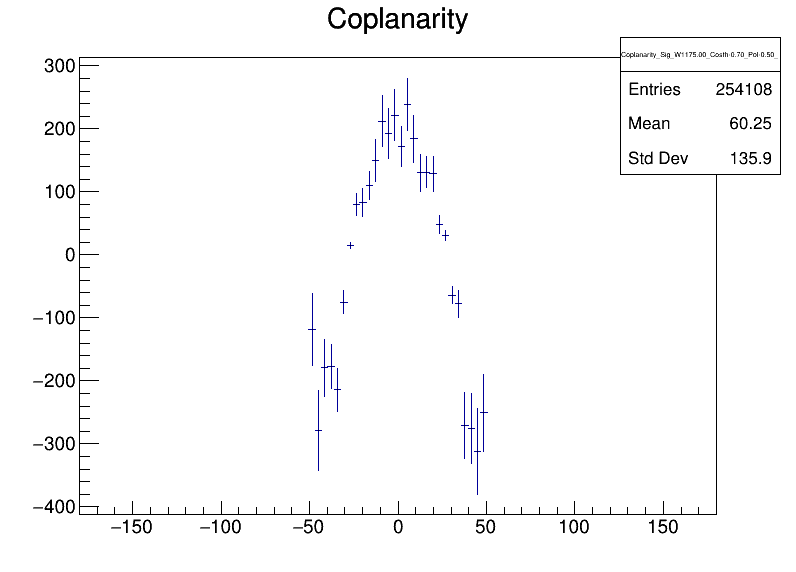 Coplanarity
Coplanarity_Sig_W1175.00_Costh-0.70_Pol-0.50_
Entries 254108
Mean 60.25
Std Dev 135.9
300
200
100
0
−100
−200
−300
−400
−150 −100 −50 0 50 100 150